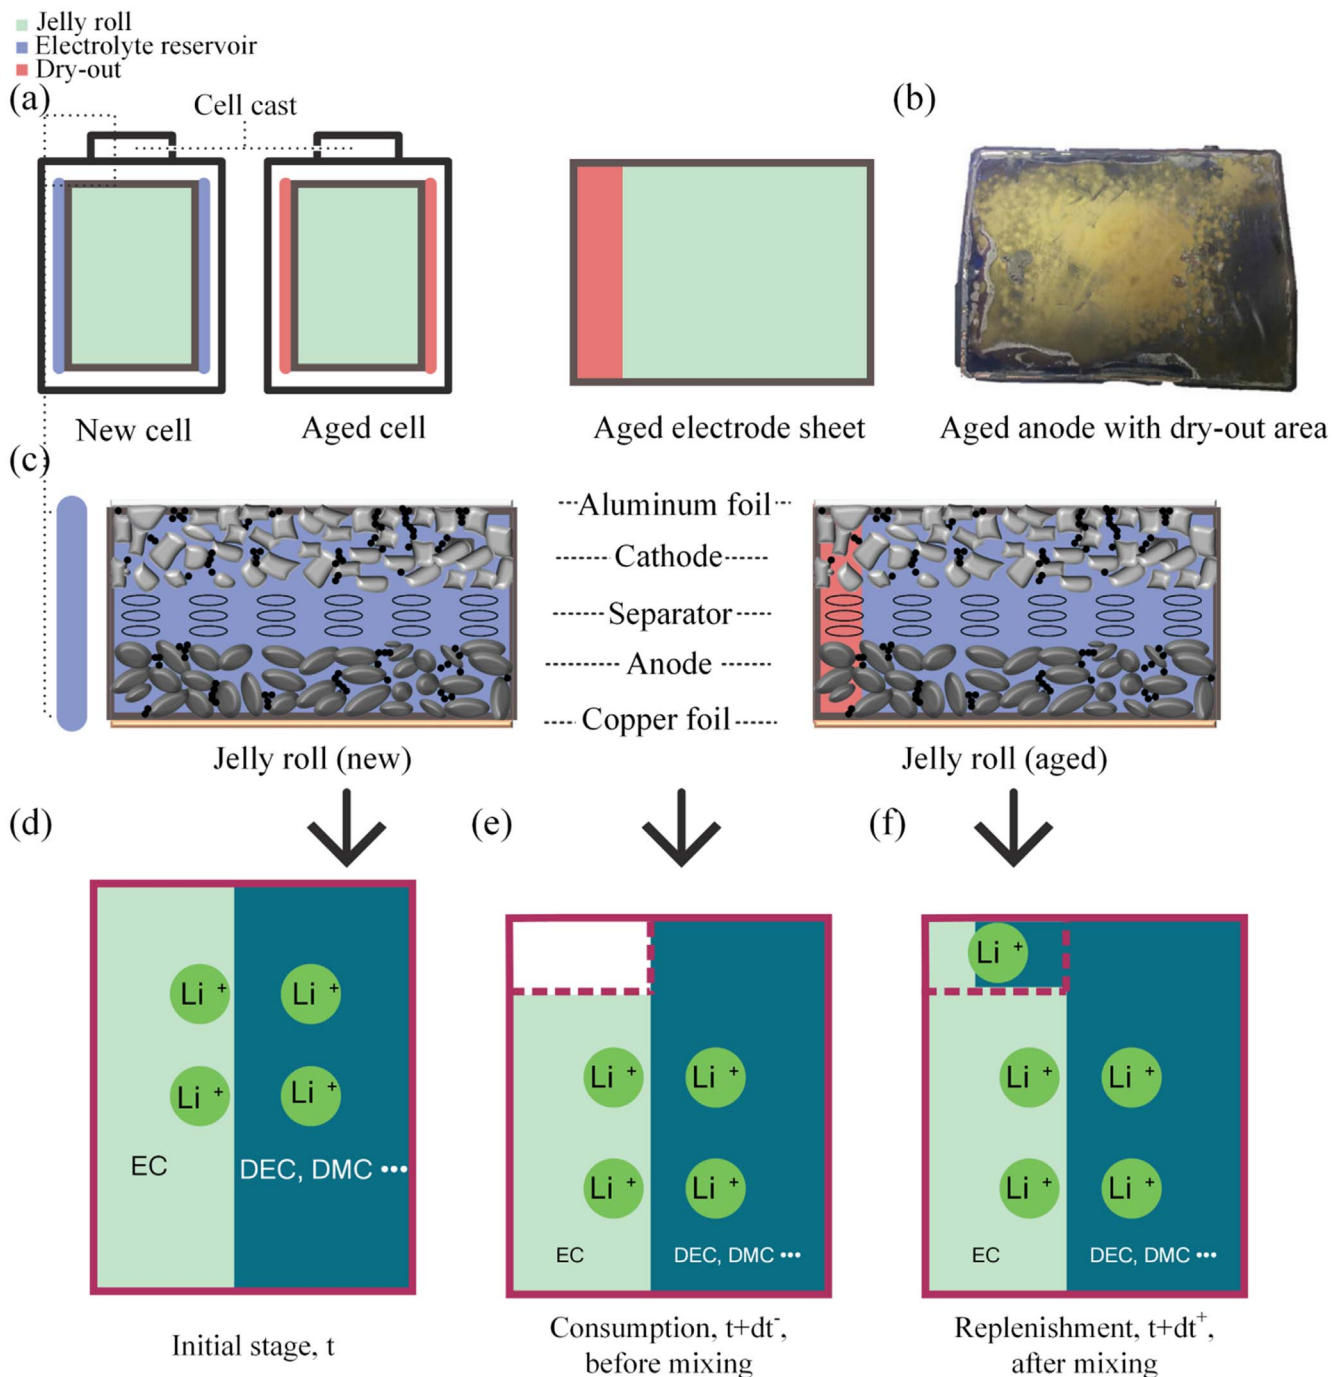 Jelly roll
Electrolyte reservoir
Dry-out
(a)
Cell cast
(b)
New cell
Aged cell
Aged electrode sheet
Aged anode with dry-out area
(c)
Aluminum foil
Cathode
Separator
Anode
Copper foil
Jelly roll (new)
Jelly roll (aged)
(d)
(e)
(f)
Li +
Li +
Li +
Li +
EC
DEC, DMC •••
Initial stage, t
Li +
Li +
Li +
Li +
EC
DEC, DMC •••
Consumption, t+dt⁻,
before mixing
Li +
Li +
Li +
Li +
Li +
EC
DEC, DMC •••
Replenishment, t+dt⁺,
after mixing